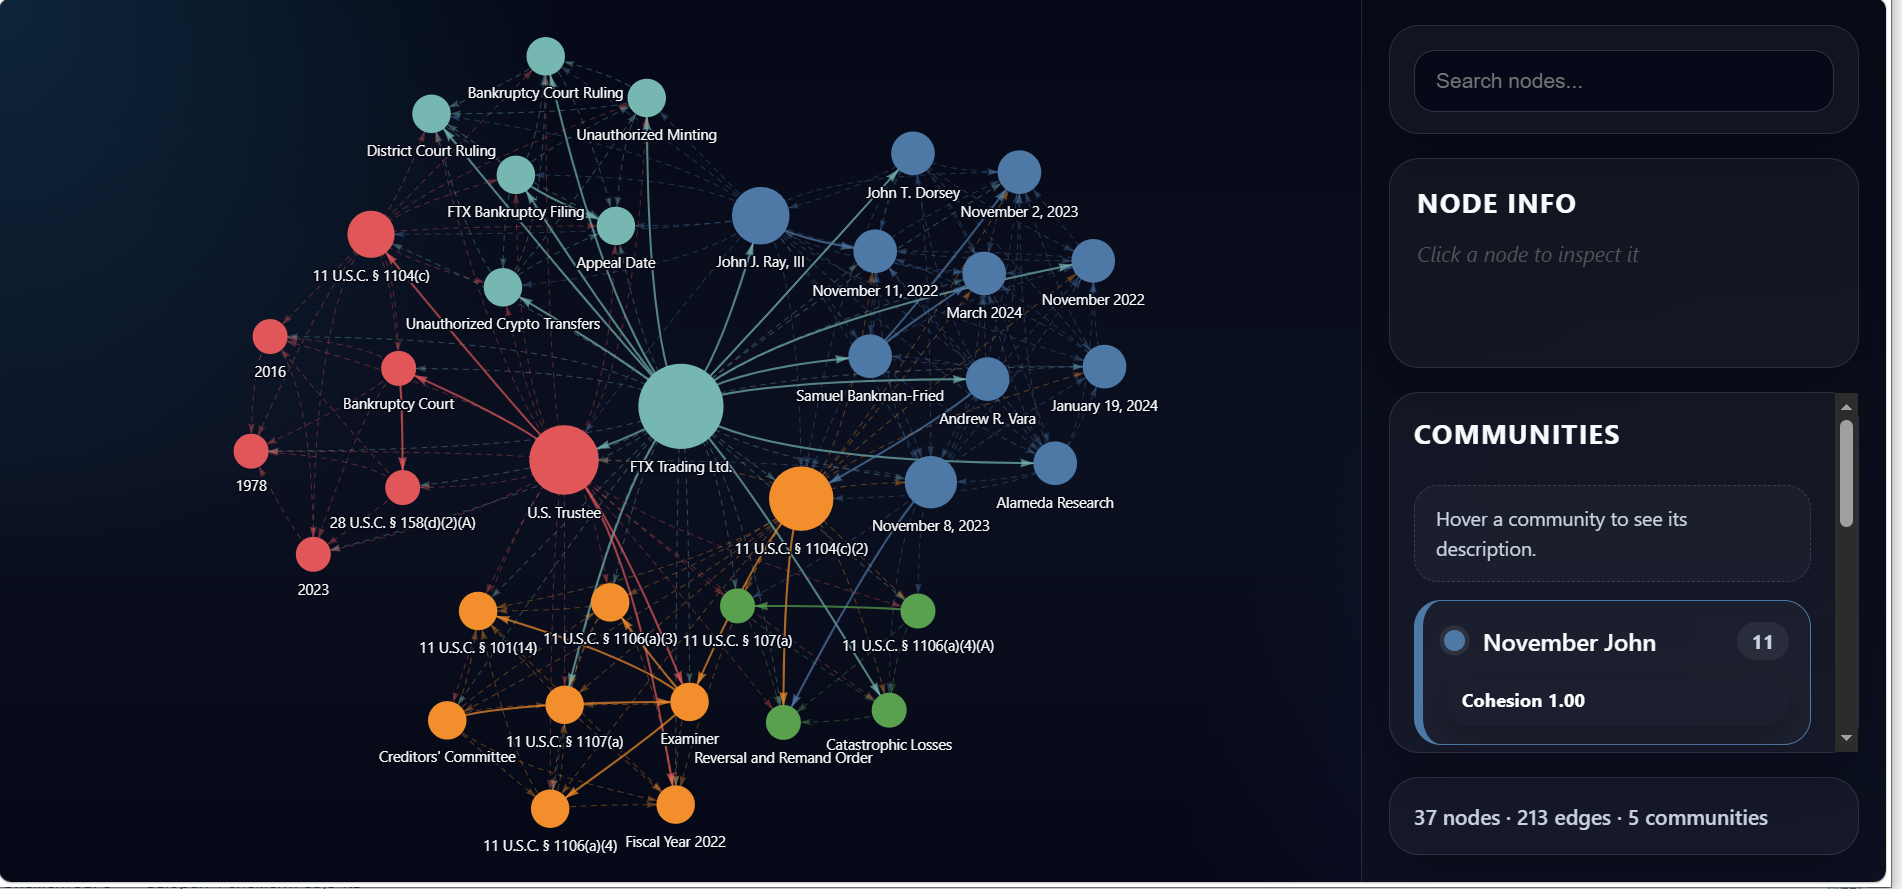 Bankruptcy Court Ruling
Unauthorized Minting
District Court Ruling
FTX Bankruptcy Filing
Appeal Date
11 U.S.C. § 1104(c)
Unauthorized Crypto Transfers
John J. Ray, III
John T. Dorsey
November 2, 2023
November 11, 2022
March 2024
November 2022
2016
Bankruptcy Court
Samuel Bankman-Fried
Andrew R. Vara
January 19, 2024
1978
28 U.S.C. § 158(d)(2)(A)
U.S. Trustee
FTX Trading Ltd.
Alameda Research
November 8, 2023
11 U.S.C. § 1104(c)(2)
2023
11 U.S.C. § 101(14)
11 U.S.C. § 1106(a)(3)
11 U.S.C. § 107(a)
11 U.S.C. § 1106(a)(4)(A)
Creditors' Committee
11 U.S.C. § 1107(a)
Examiner
Reversal and Remand Order
Catastrophic Losses
11 U.S.C. § 1106(a)(4)
Fiscal Year 2022
Search nodes...
NODE INFO
Click a node to inspect it
COMMUNITIES
Hover a community to see its
description.
November John
11
Cohesion 1.00
37 nodes · 213 edges · 5 communities